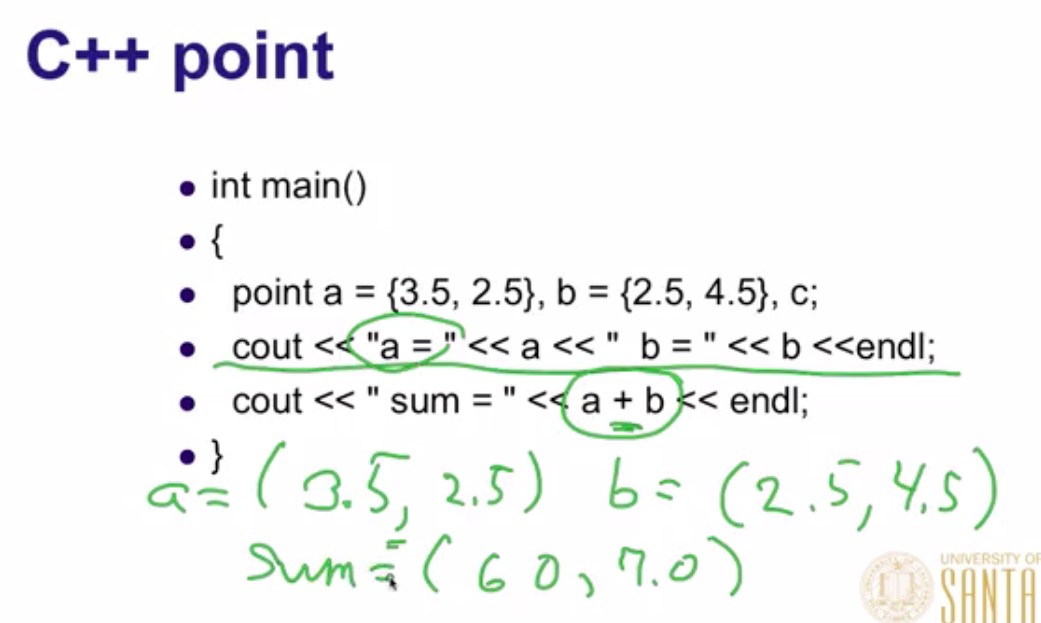 C++ point
• int main()
• {
• point a = {3.5, 2.5}, b = {2.5, 4.5}, c;
• cout << "a = " << a << " b = " << b <<endl;
• cout << " sum = " << a + b << endl;
• }
a = ( 3.5, 2.5 ) b = (2.5, 4.5)
Sum = ( 6 0, 7.0 )
UNIVERSITY OF
SANTA